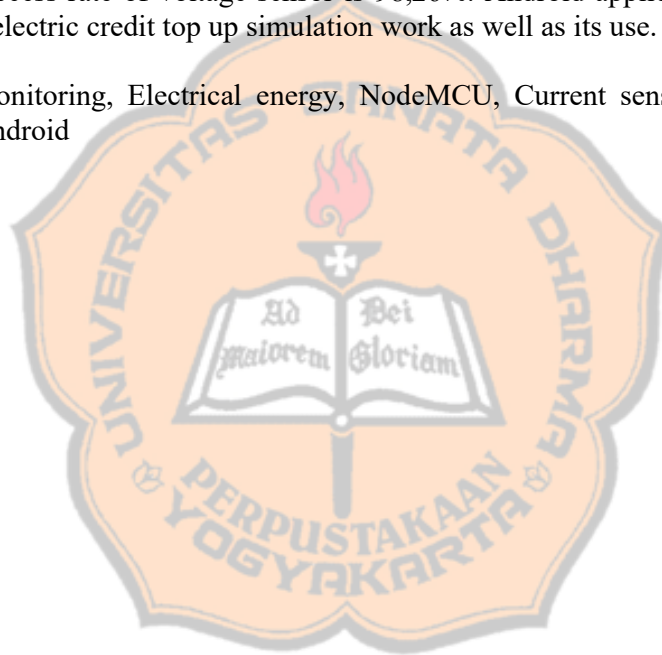 electric credit top up simulation work as well as its use.
onitoring, Electrical energy, NodeMCU, Current sens
ndroid
UNIVERSITAS SANATA DHARMA
Ad
Dei
Maiorem
Gloriam
PERPUSTAKAAN
YOGYAKARTA